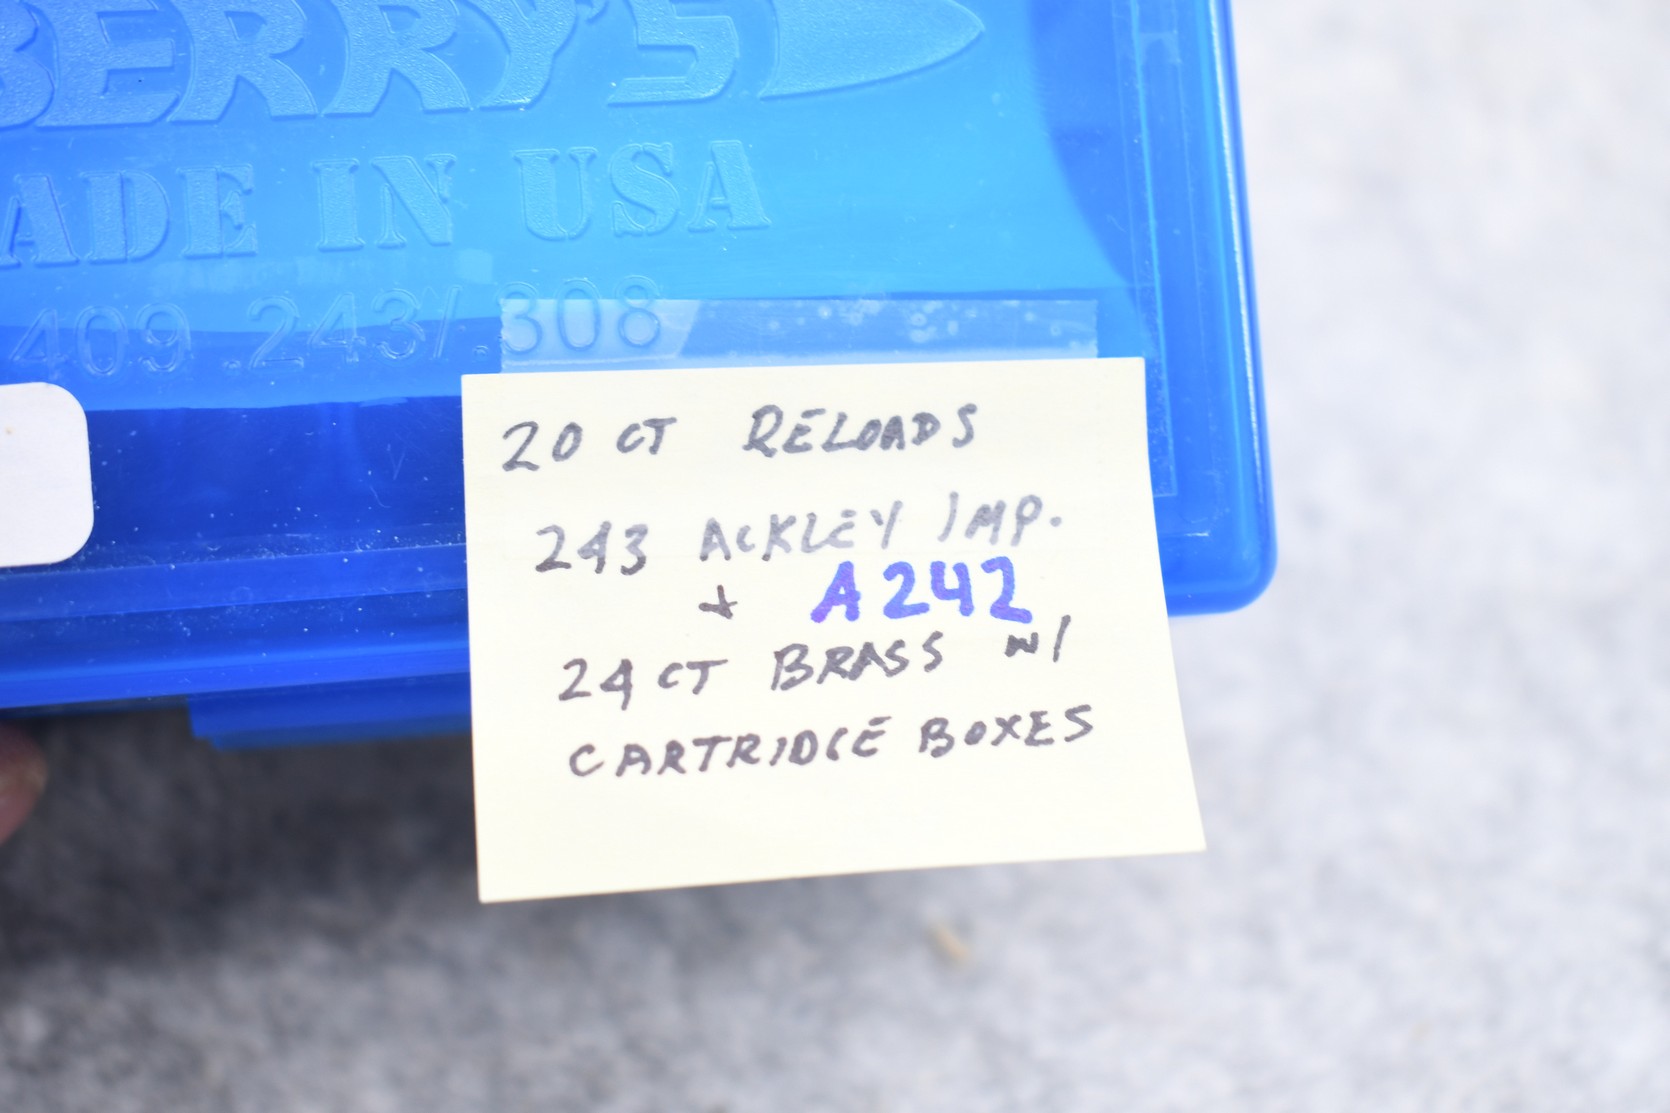 BERRY'S
ADE IN USA
409 .243/.308
20 CT RELOADS
243 ACKLEY IMP.
+ A242
24 CT BRASS W/
CARTRIDGE BOXES